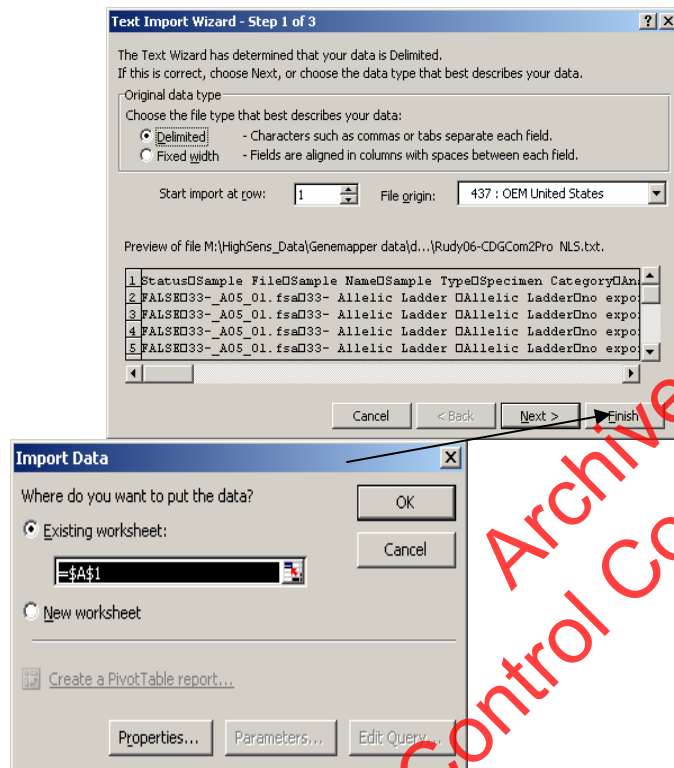 Text Import Wizard - Step 1 of 3
The Text Wizard has determined that your data is Delimited.
If this is correct, choose Next, or choose the data type that best describes your data.
Original data type
Choose the file type that best describes your data:
Delimited - Characters such as commas or tabs separate each field.
Fixed width - Fields are aligned in columns with spaces between each field.
Start import at row: 1 File origin: 437 : OEM United States
Preview of file M:\HighSens_Data\Genemapper data\d...\Rudy06-CDGCom2Pro NLS.txt.
1 Status□Sample File□Sample Name□Sample Type□Specimen Category□An
2 FALSE□33-_A05_01.fsa□33- Allelic Ladder □Allelic Ladder□no expo
3 FALSE□33-_A05_01.fsa□33- Allelic Ladder □Allelic Ladder□no expo
4 FALSE□33-_A05_01.fsa□33- Allelic Ladder □Allelic Ladder□no expo
5 FALSE□33-_A05_01.fsa□33- Allelic Ladder □Allelic Ladder□no expo
Cancel < Back Next > Finish
Import Data
Where do you want to put the data?
Existing worksheet:
=$A$1
New worksheet
Create a PivotTable report...
OK
Cancel
Properties... Parameters... Edit Query...
Archive
Control Co